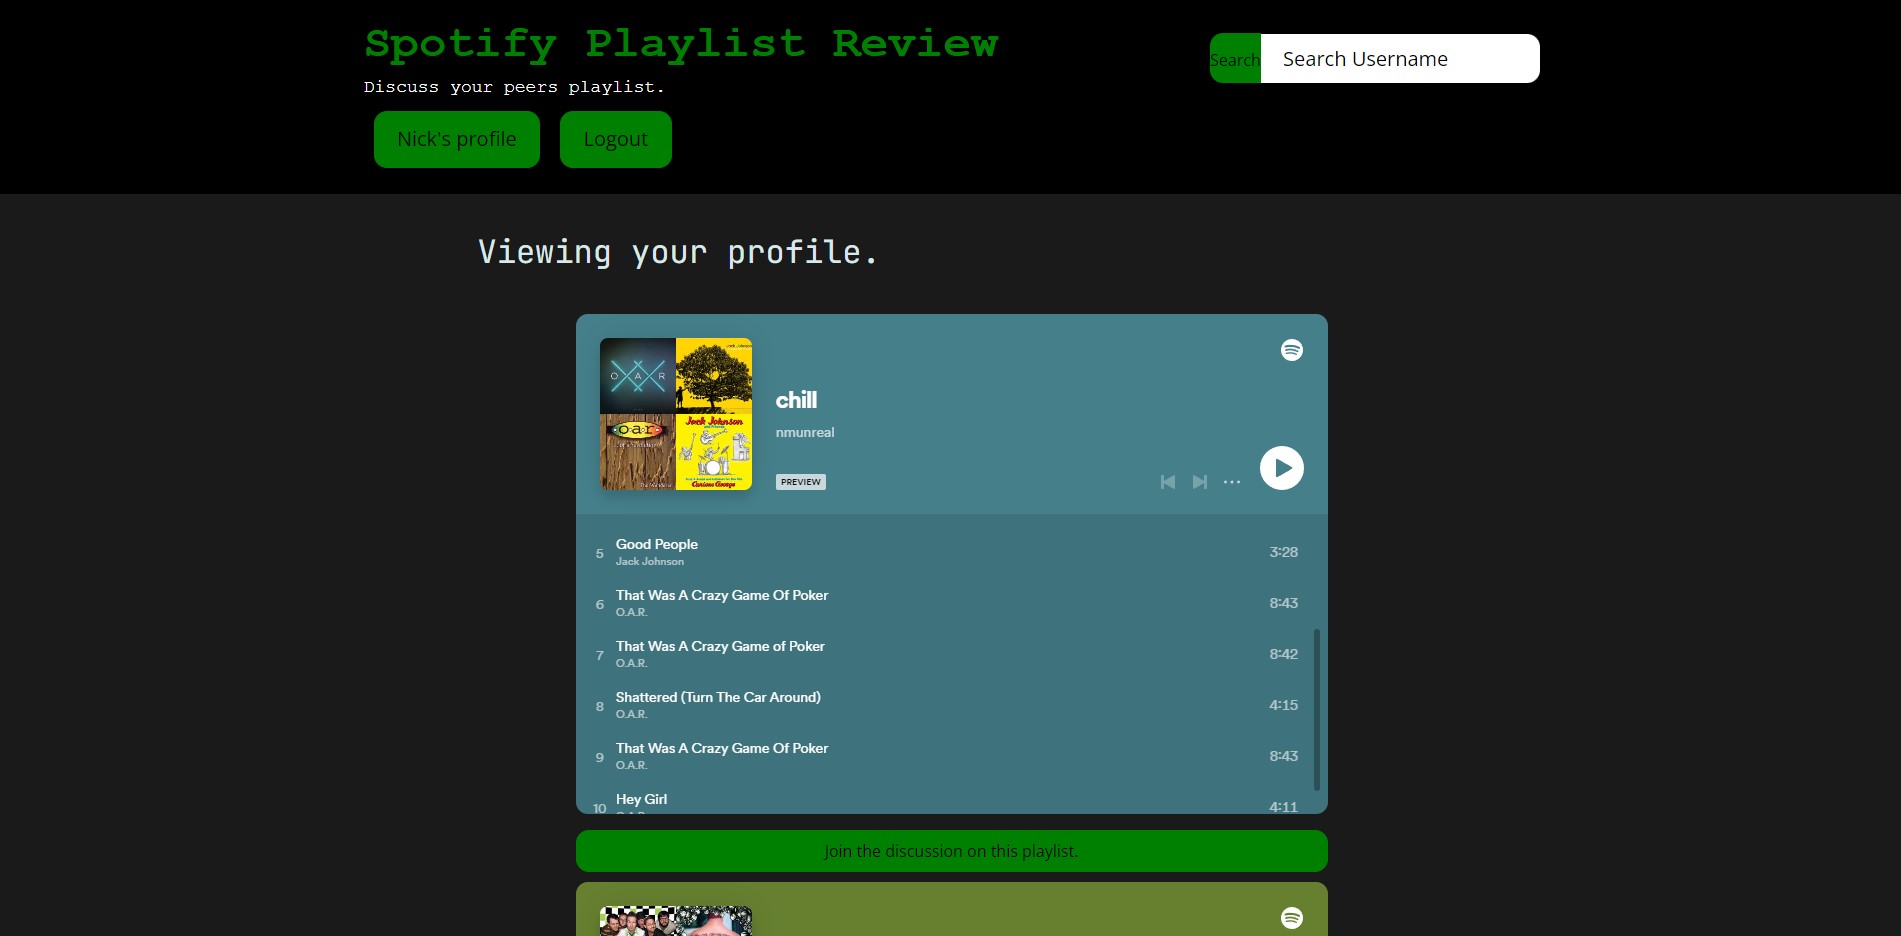 Spotify Playlist Review
Discuss your peers playlist.
Nick's profile
Logout
Search
Search Username
Viewing your profile.
O A R
Jack Johnson
o.a.r
Jack Johnson
and Friends
Curious George
chill
nmunreal
PREVIEW
5 Good People 3:28
Jack Johnson
6 That Was A Crazy Game Of Poker 8:43
O.A.R.
7 That Was A Crazy Game of Poker 8:42
O.A.R.
8 Shattered (Turn The Car Around) 4:15
O.A.R.
9 That Was A Crazy Game Of Poker 8:43
O.A.R.
10 Hey Girl 4:11
Join the discussion on this playlist.